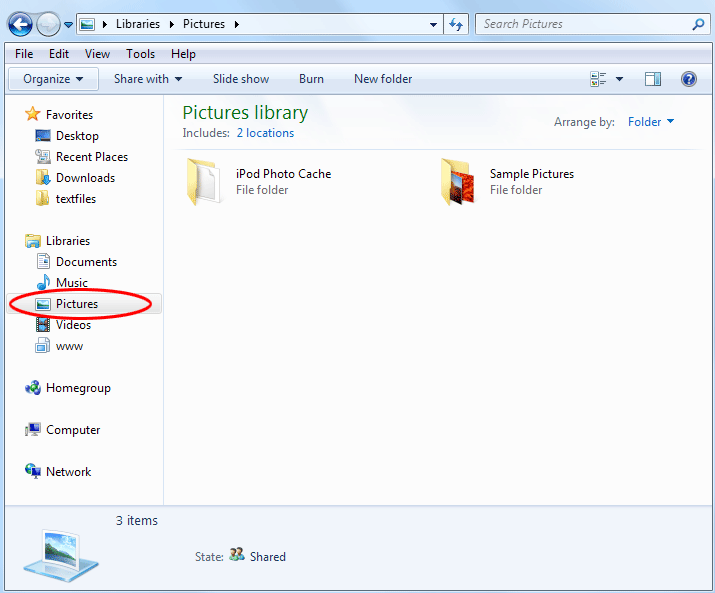 Libraries Pictures Search Pictures
File Edit View Tools Help
Organize Share with Slide show Burn New folder
Favorites
Desktop
Recent Places
Downloads
textfiles
Libraries
Documents
Music
Pictures
Videos
www
Homegroup
Computer
Network
Pictures library
Includes: 2 locations
Arrange by: Folder
iPod Photo Cache
File folder
Sample Pictures
File folder
3 items
State: Shared